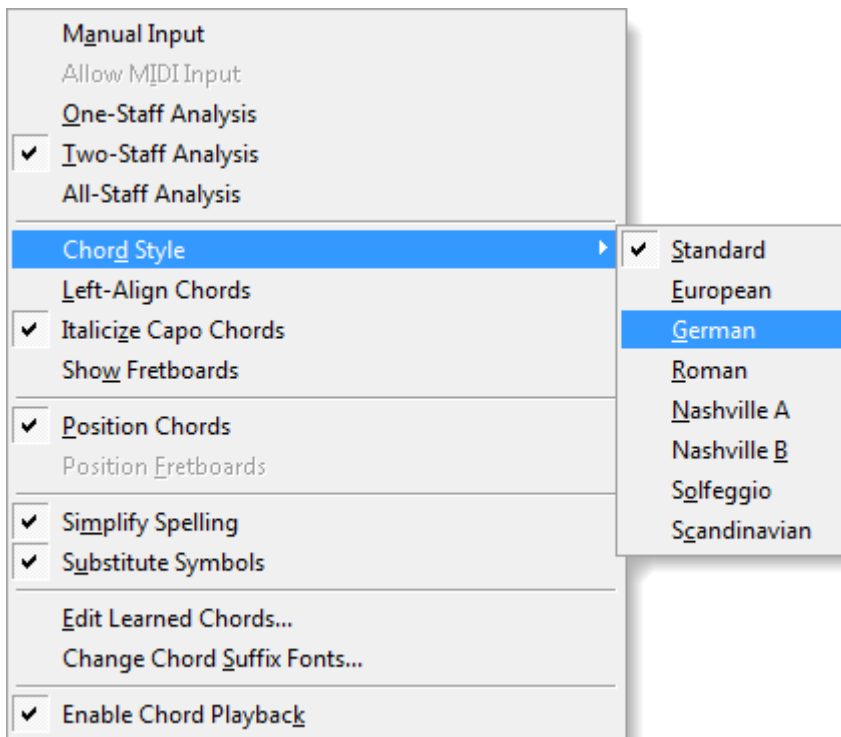 Manual Input
Allow MIDI Input
One-Staff Analysis
Two-Staff Analysis
All-Staff Analysis
Chord Style
Left-Align Chords
Italicize Capo Chords
Show Fretboards
Position Chords
Position Fretboards
Simplify Spelling
Substitute Symbols
Edit Learned Chords...
Change Chord Suffix Fonts...
Enable Chord Playback
Standard
European
German
Roman
Nashville A
Nashville B
Solfeggio
Scandinavian